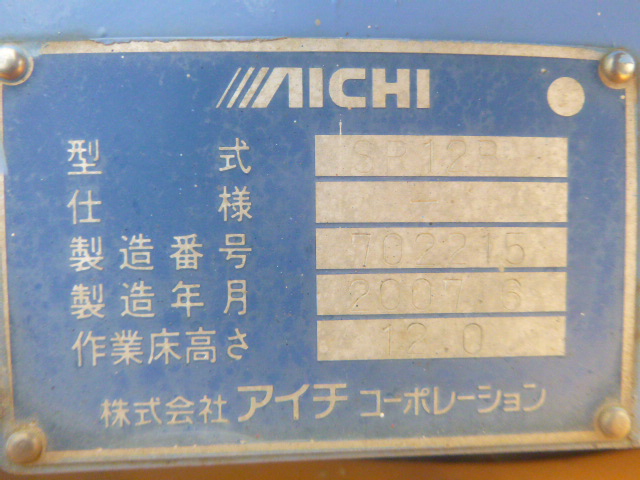 AICHI
型式 SP12B
仕様
製造番号 702215
製造年月 2007.6
作業床高さ 12.0
株式会社アイチコーポレーション